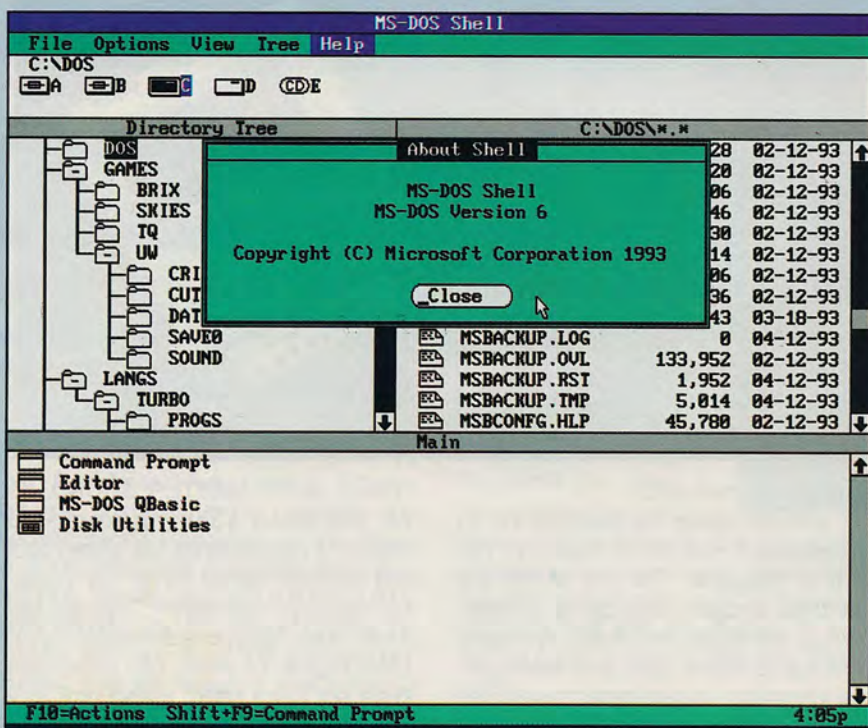 MS-DOS Shell
File Options View Tree Help
C:\DOS
A B C D (CD)E
Directory Tree
DOS
GAMES
BRIX
SKIES
TQ
UW
CRI
CUT
DAT
SAVE0
SOUND
LANGS
TURBO
PROGS
C:\DOS\*.*
28 02-12-93
20 02-12-93
06 02-12-93
46 02-12-93
30 02-12-93
14 02-12-93
06 02-12-93
36 02-12-93
43 03-18-93
MSBACKUP.LOG 0 04-12-93
MSBACKUP.OVL 133,952 02-12-93
MSBACKUP.RST 1,952 04-12-93
MSBACKUP.TMP 5,014 04-12-93
MSBCONFG.HLP 45,780 02-12-93
About Shell
MS-DOS Shell
MS-DOS Version 6
Copyright (C) Microsoft Corporation 1993
Close
Main
Command Prompt
Editor
MS-DOS QBasic
Disk Utilities
F10=Actions Shift+F9=Command Prompt 4:05p